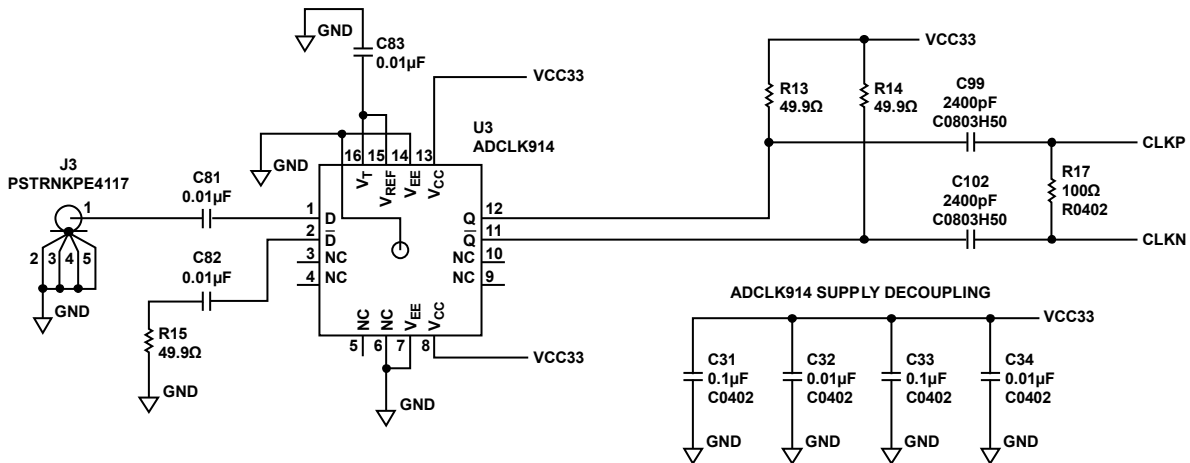 GND
C83
0.01µF
VCC33
GND
U3
ADCLK914
16 15 14 13
VT
VREF
VEE
VCC
J3
PSTRNKPE4117
1
2 3 4 5
GND
C81
0.01µF
C82
0.01µF
R15
49.9Ω
GND
1 D
2 D̅
3 NC
4 NC
Q 12
Q̅ 11
NC 10
NC 9
NC
NC
VEE
VCC
5 6 7 8
VCC33
GND
VCC33
R13
49.9Ω
R14
49.9Ω
C99
2400pF
C0803H50
CLKP
R17
100Ω
R0402
C102
2400pF
C0803H50
CLKN
ADCLK914 SUPPLY DECOUPLING
VCC33
C31
0.1µF
C0402
GND
C32
0.01µF
C0402
GND
C33
0.1µF
C0402
GND
C34
0.01µF
C0402
GND